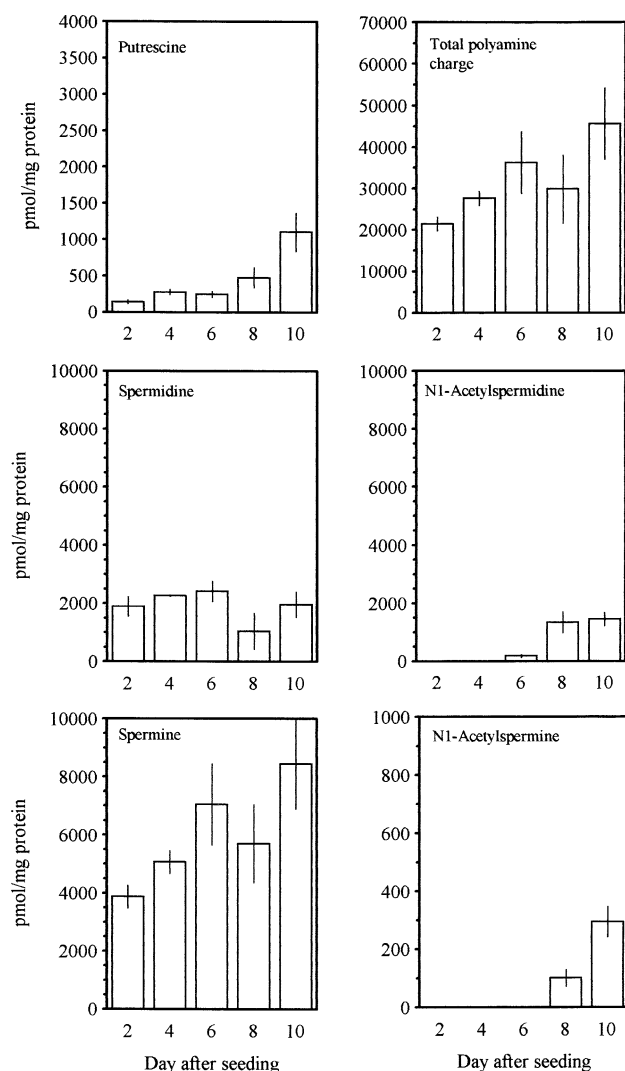 Putrescine
4000
3500
3000
2500
2000
1500
1000
500
0
2 4 6 8 10
pmol/mg protein
Total polyamine
charge
70000
60000
50000
40000
30000
20000
10000
0
2 4 6 8 10
Spermidine
10000
8000
6000
4000
2000
0
2 4 6 8 10
pmol/mg protein
N1-Acetylspermidine
10000
8000
6000
4000
2000
0
2 4 6 8 10
Spermine
10000
8000
6000
4000
2000
0
2 4 6 8 10
pmol/mg protein
Day after seeding
N1-Acetylspermine
1000
800
600
400
200
0
2 4 6 8 10
Day after seeding